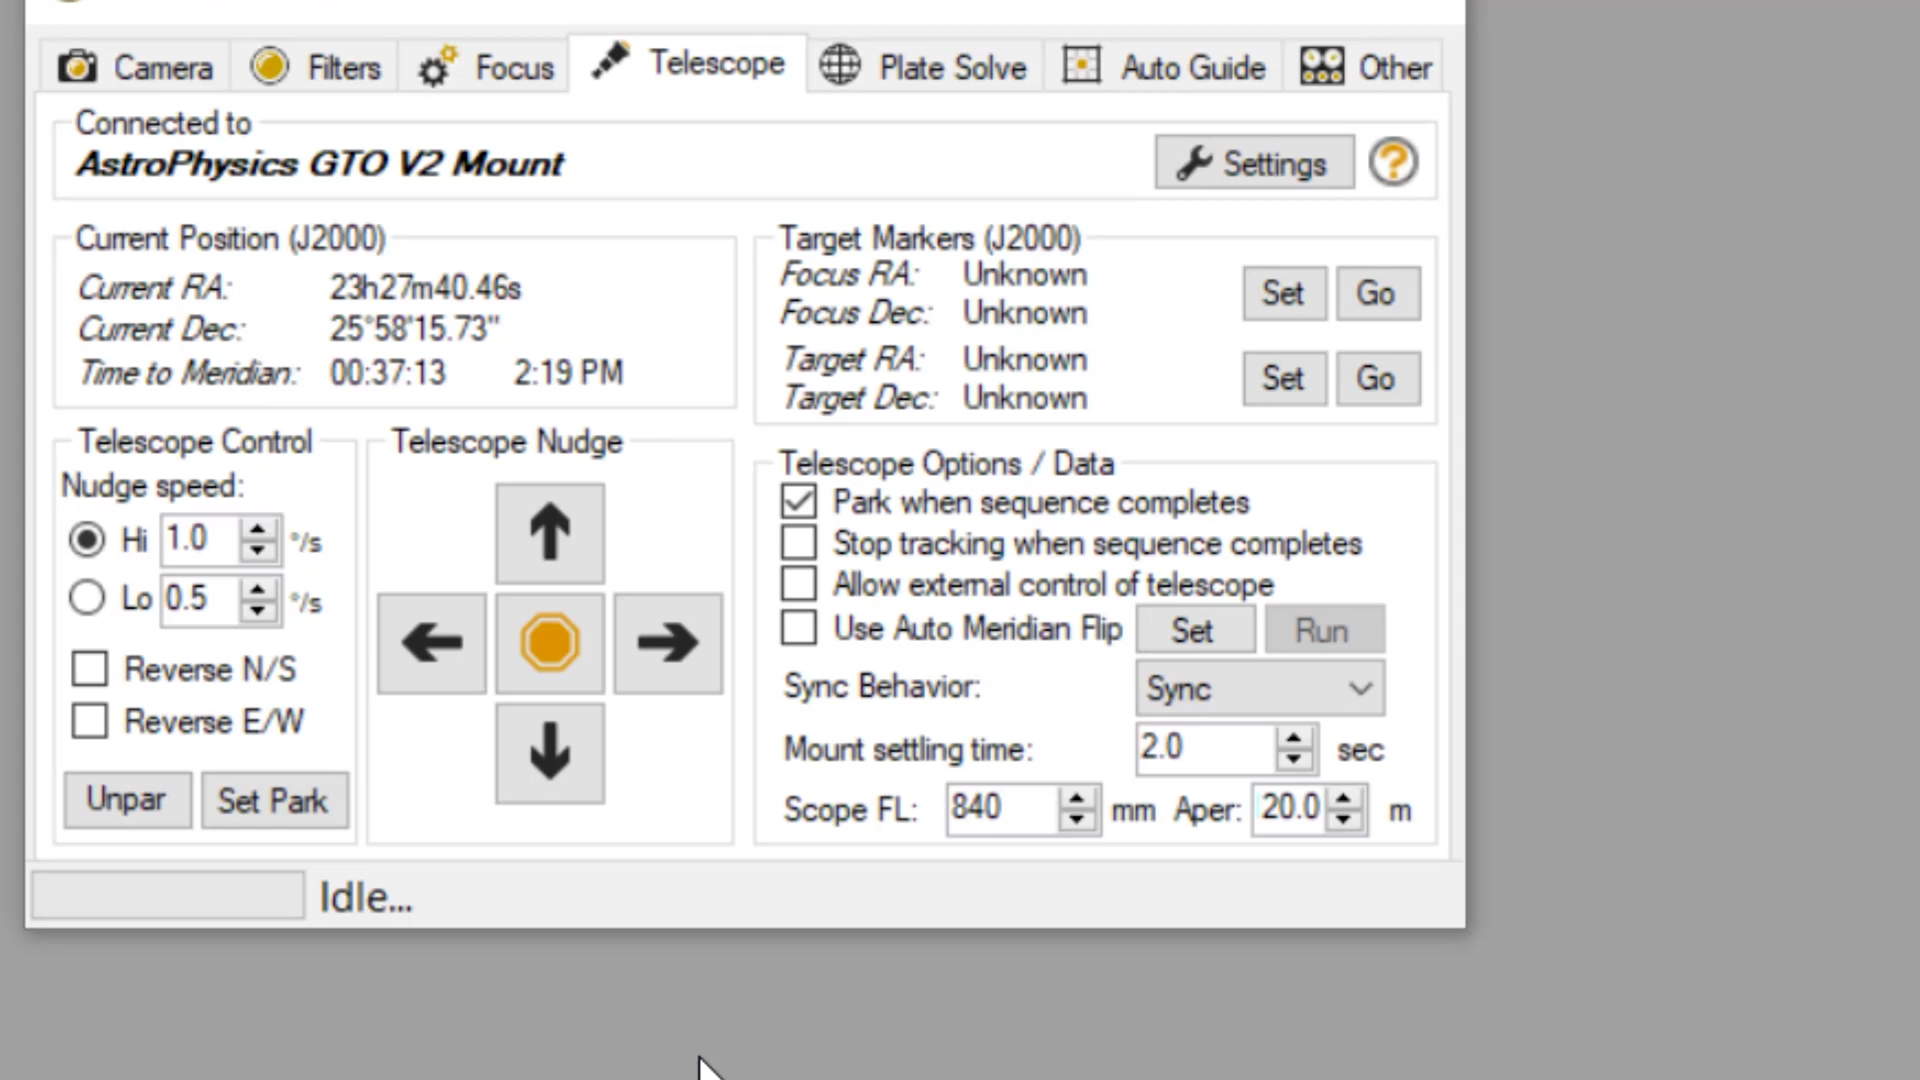 Camera Filters Focus Telescope Plate Solve Auto Guide Other
Connected to
AstroPhysics GTO V2 Mount
Settings ?
Current Position (J2000)
Current RA: 23h27m40.46s
Current Dec: 25°58'15.73"
Time to Meridian: 00:37:13 2:19 PM
Target Markers (J2000)
Focus RA: Unknown
Focus Dec: Unknown
Set Go
Target RA: Unknown
Target Dec: Unknown
Set Go
Telescope Control
Nudge speed:
Hi 1.0 °/s
Lo 0.5 °/s
Reverse N/S
Reverse E/W
Unpar Set Park
Telescope Nudge
Telescope Options / Data
Park when sequence completes
Stop tracking when sequence completes
Allow external control of telescope
Use Auto Meridian Flip Set Run
Sync Behavior: Sync
Mount settling time: 2.0 sec
Scope FL: 840 mm Aper: 20.0 m
Idle...